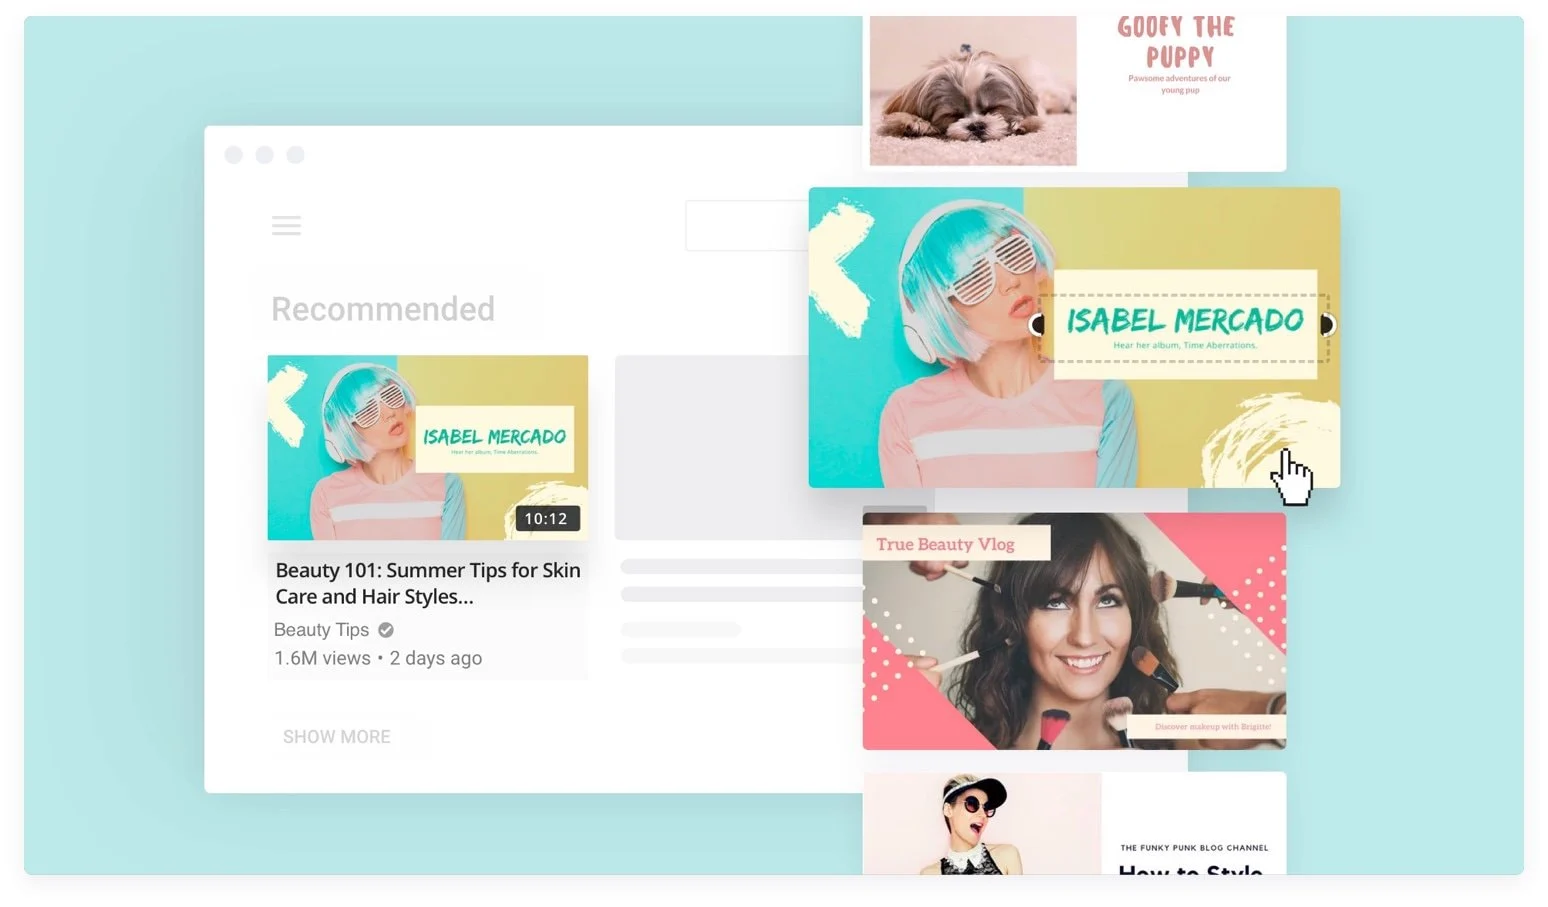 GOOFY THE
PUPPY
Pawsome adventures of our
young pup
Recommended
ISABEL MERCADO
Hear her album, Time Aberrations.
ISABEL MERCADO
Hear her album, Time Aberrations.
10:12
Beauty 101: Summer Tips for Skin
Care and Hair Styles...
Beauty Tips
1.6M views • 2 days ago
SHOW MORE
True Beauty Vlog
Discover makeup with Brigitte!
THE FUNKY PUNK BLOG CHANNEL
How to Style